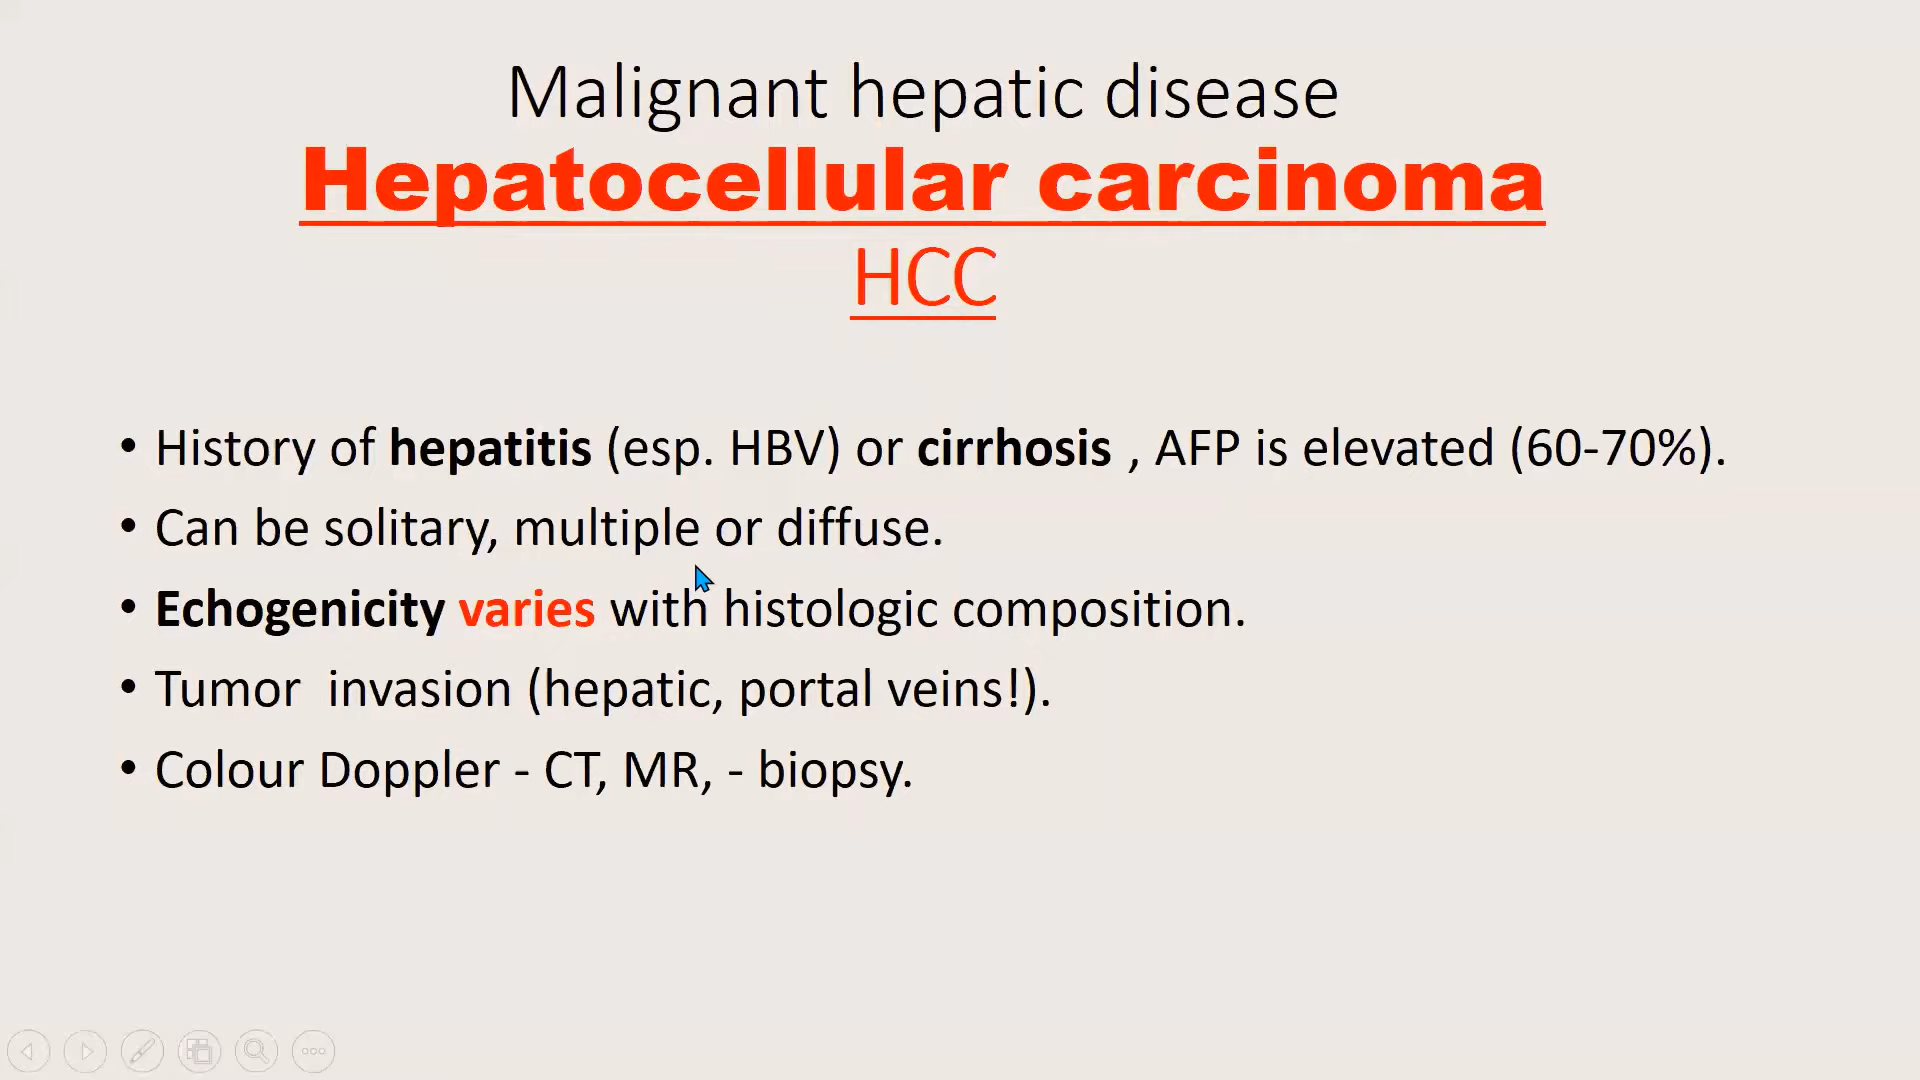 Malignant hepatic disease
Hepatocellular carcinoma
HCC
• History of hepatitis (esp. HBV) or cirrhosis , AFP is elevated (60-70%).
• Can be solitary, multiple or diffuse.
• Echogenicity varies with histologic composition.
• Tumor  invasion (hepatic, portal veins!).
• Colour Doppler - CT, MR, - biopsy.